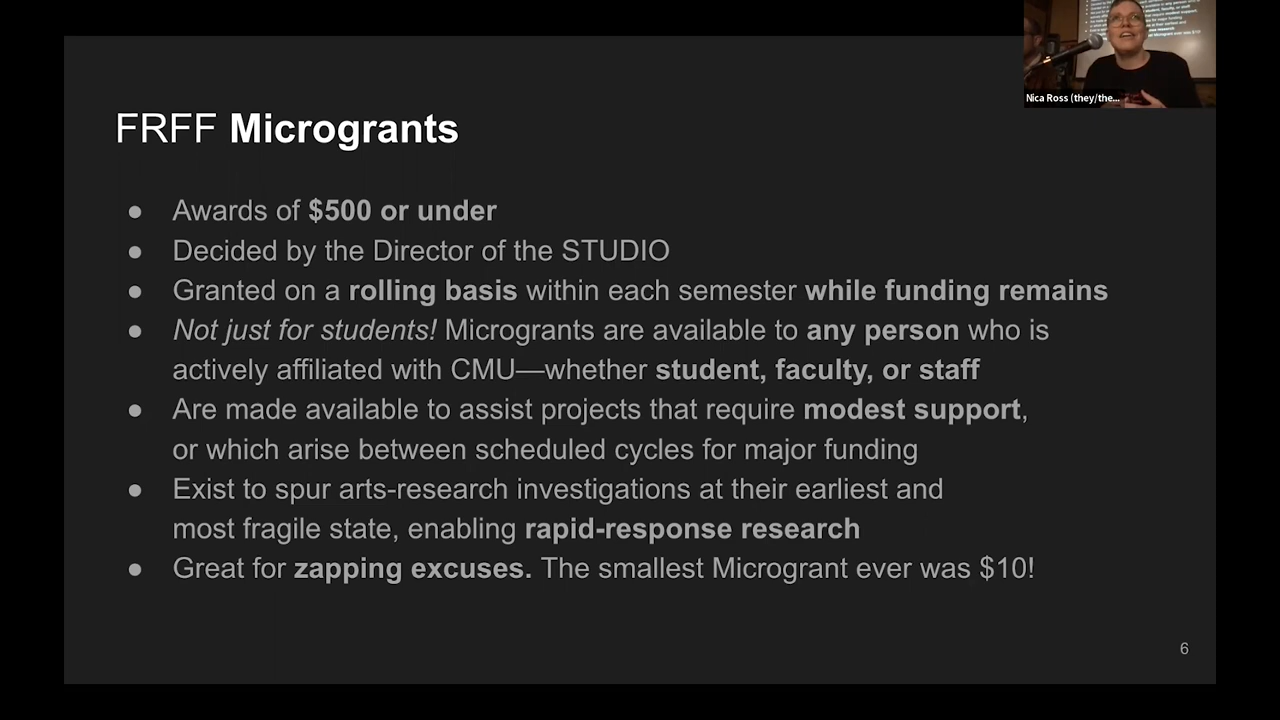 Nica Ross (they/the...
FRFF Microgrants
● Awards of $500 or under
● Decided by the Director of the STUDIO
● Granted on a rolling basis within each semester while funding remains
● Not just for students! Microgrants are available to any person who is
actively affiliated with CMU—whether student, faculty, or staff
● Are made available to assist projects that require modest support,
or which arise between scheduled cycles for major funding
● Exist to spur arts-research investigations at their earliest and
most fragile state, enabling rapid-response research
● Great for zapping excuses. The smallest Microgrant ever was $10!
6